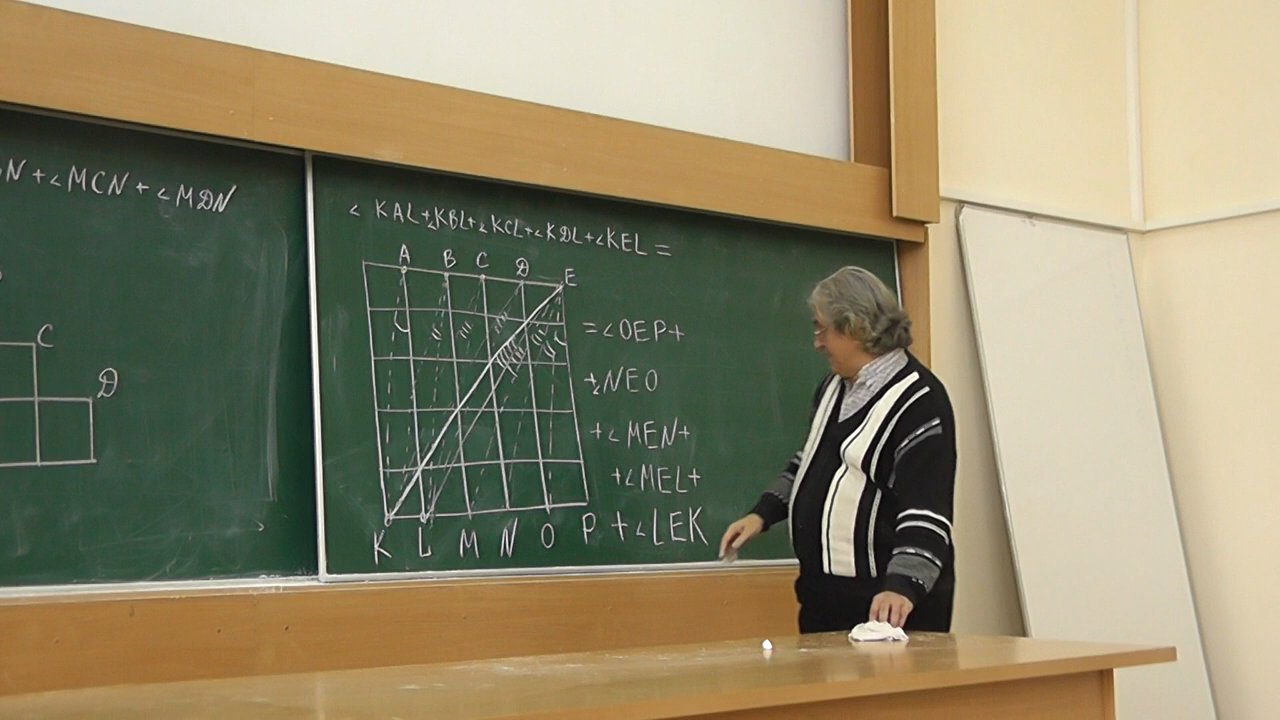 N + ∠MCN + ∠MDN
C
D
∠KAL+∠KBL+∠KCL+∠KDL+∠KEL =
A B C D E
= ∠OEP+
+∠NEO
+∠MEN+
+∠MEL+
+∠LEK
K L M N O P